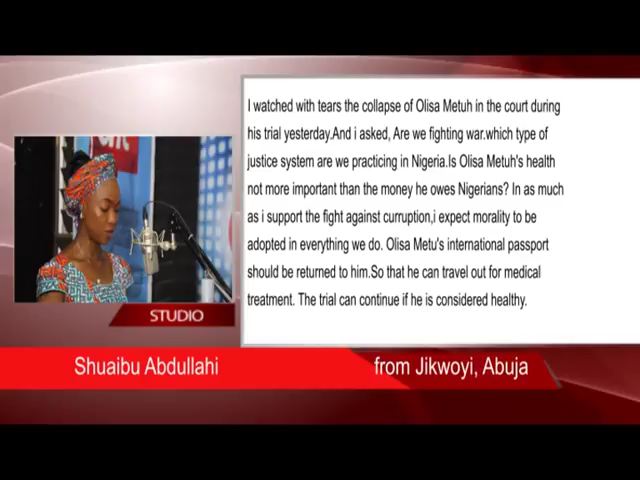 I watched with tears the collapse of Olisa Metuh in the court during
his trial yesterday.And i asked, Are we fighting war.which type of
justice system are we practicing in Nigeria.Is Olisa Metuh's health
not more important than the money he owes Nigerians? In as much
as i support the fight against curruption,i expect morality to be
adopted in everything we do. Olisa Metu's international passport
should be returned to him.So that he can travel out for medical
treatment. The trial can continue if he is considered healthy.
STUDIO
Shuaibu Abdullahi
from Jikwoyi, Abuja